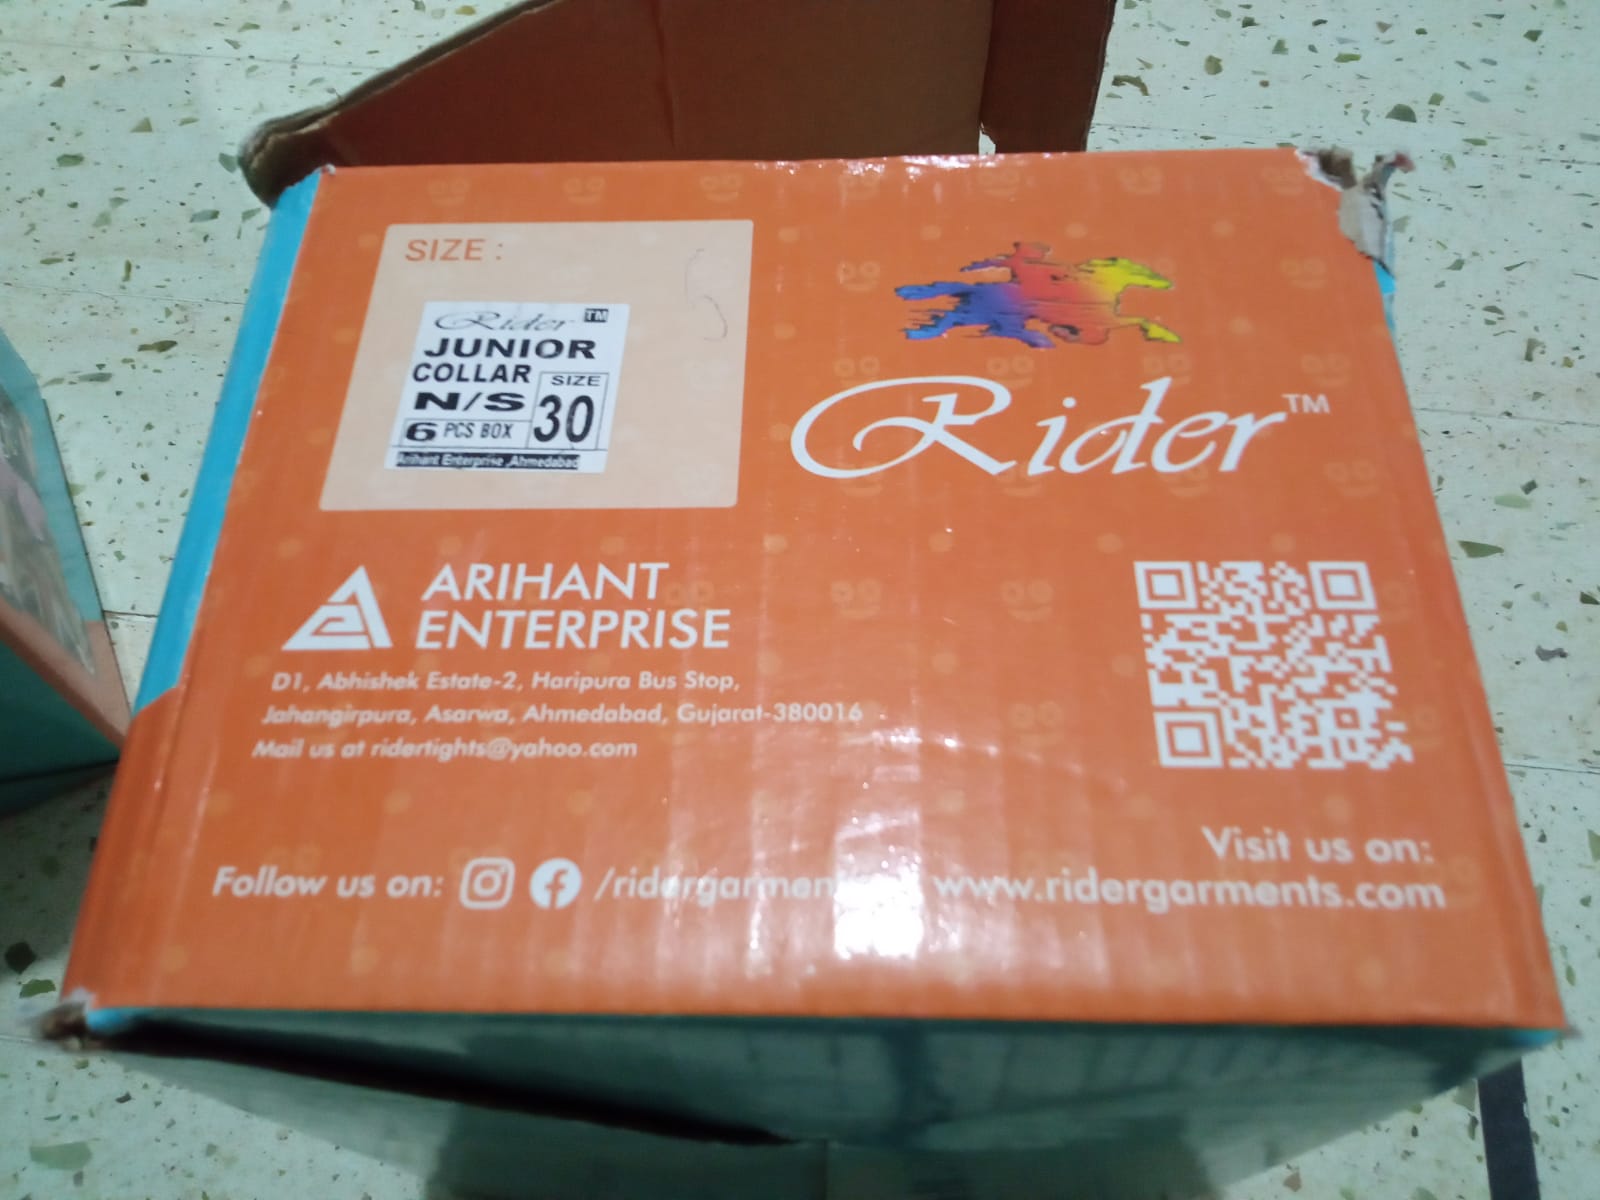 SIZE :
Rider TM
JUNIOR
COLLAR
N/S
SIZE
30
6 PCS BOX
Arihant Enterprise ,Ahmedabad
Rider TM
ARIHANT
ENTERPRISE
D1, Abhishek Estate-2, Haripura Bus Stop,
Jahangirpura, Asarwa, Ahmedabad, Gujarat-380016
Mail us at ridertights@yahoo.com
Visit us on:
Follow us on:
www.ridergarments.com